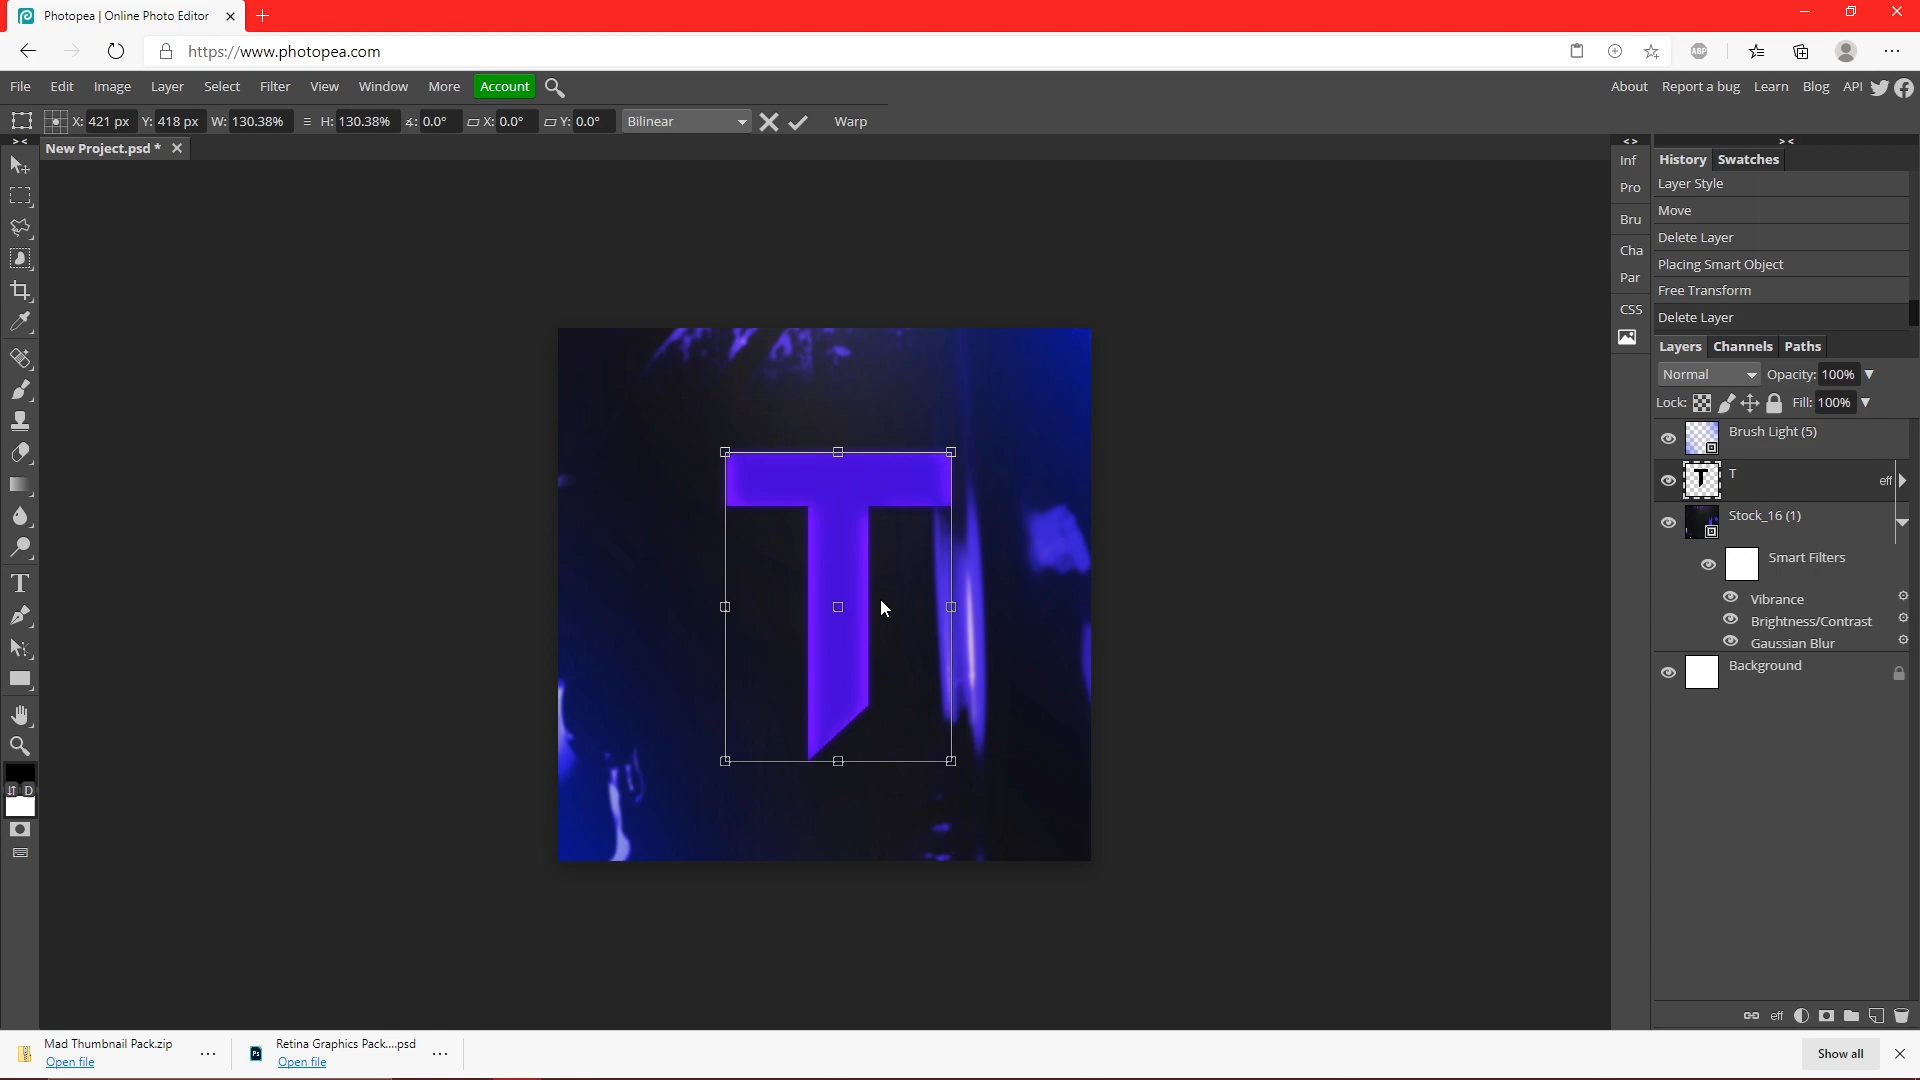 Photopea | Online Photo Editor
https://www.photopea.com
ABP
File Edit Image Layer Select Filter View Window More Account
About Report a bug Learn Blog API
X: 421 px Y: 418 px W: 130.38% H: 130.38% ∡: 0.0° X: 0.0° Y: 0.0° Bilinear Warp
New Project.psd *
Inf
Pro
Bru
Cha
Par
CSS
History Swatches
Layer Style
Move
Delete Layer
Placing Smart Object
Free Transform
Delete Layer
Layers Channels Paths
Normal Opacity: 100%
Lock: Fill: 100%
Brush Light (5)
T
T eff
Stock_16 (1)
Smart Filters
Vibrance
Brightness/Contrast
Gaussian Blur
Background
T
T
D
eff
Mad Thumbnail Pack.zip
Open file
Ps
Retina Graphics Pack....psd
Open file
Show all